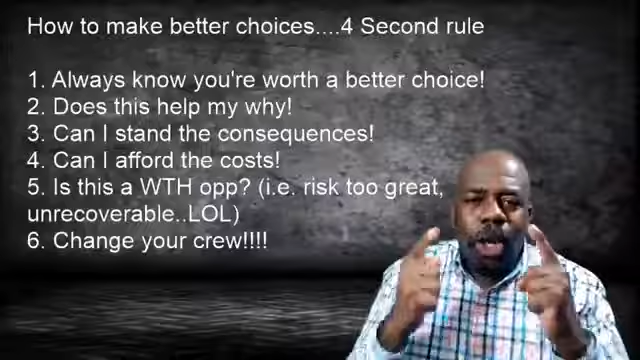 How to make better choices....4 Second rule
1. Always know you're worth a better choice!
2. Does this help my why!
3. Can I stand the consequences!
4. Can I afford the costs!
5. Is this a WTH opp? (i.e. risk too great,
unrecoverable..LOL)
6. Change your crew!!!!